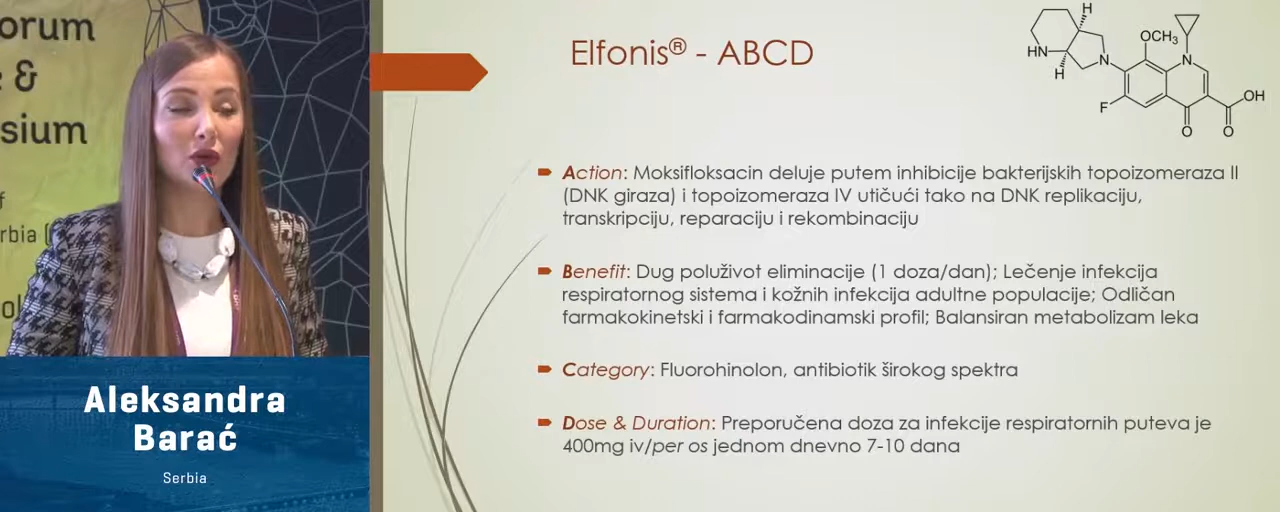 orum
e &
sium
f
rbia (
ol
Aleksandra
Barać
Serbia
Elfonis® - ABCD
H
HN
H
N
OCH₃
N
F
O
O
OH
Action: Moksifloksacin deluje putem inhibicije bakterijskih topoizomeraza II
(DNK giraza) i topoizomeraza IV utičući tako na DNK replikaciju,
transkripciju, reparaciju i rekombinaciju
Benefit: Dug poluživot eliminacije (1 doza/dan); Lečenje infekcija
respiratornog sistema i kožnih infekcija adultne populacije; Odličan
farmakokinetski i farmakodinamski profil; Balansiran metabolizam leka
Category: Fluorohinolon, antibiotik širokog spektra
Dose & Duration: Preporučena doza za infekcije respiratornih puteva je
400mg iv/per os jednom dnevno 7-10 dana